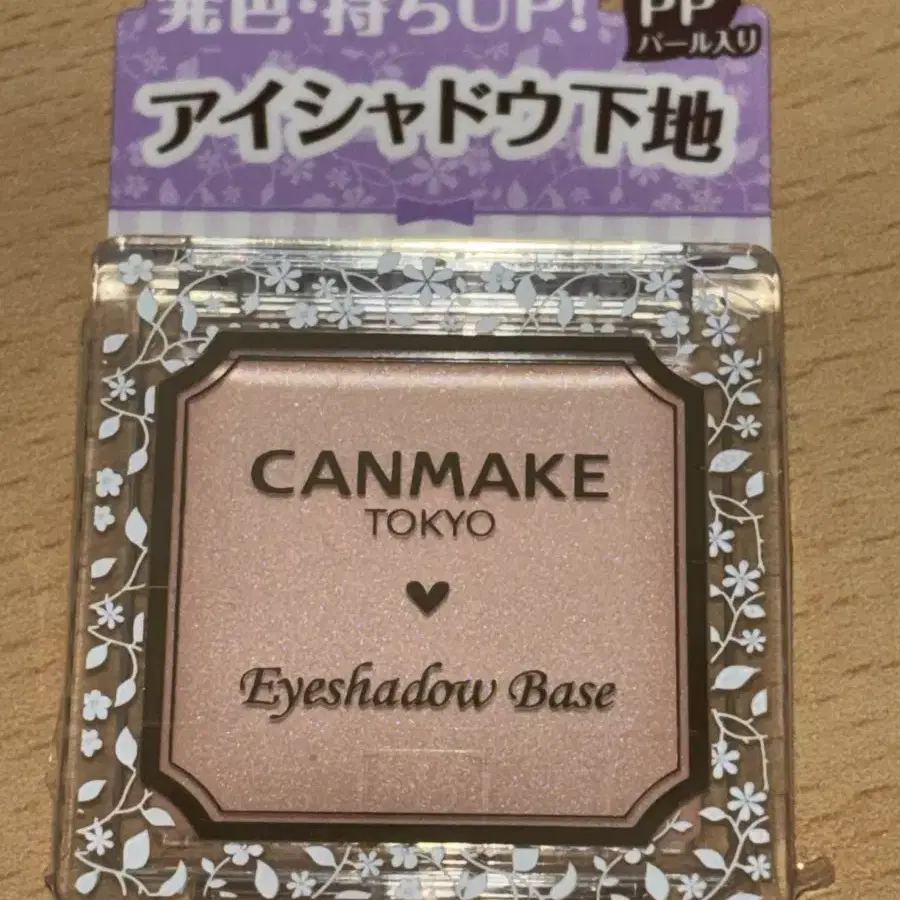 発色・持ちUP!
PP
パール入り
アイシャドウ下地
CANMAKE
TOKYO
Eyeshadow Base